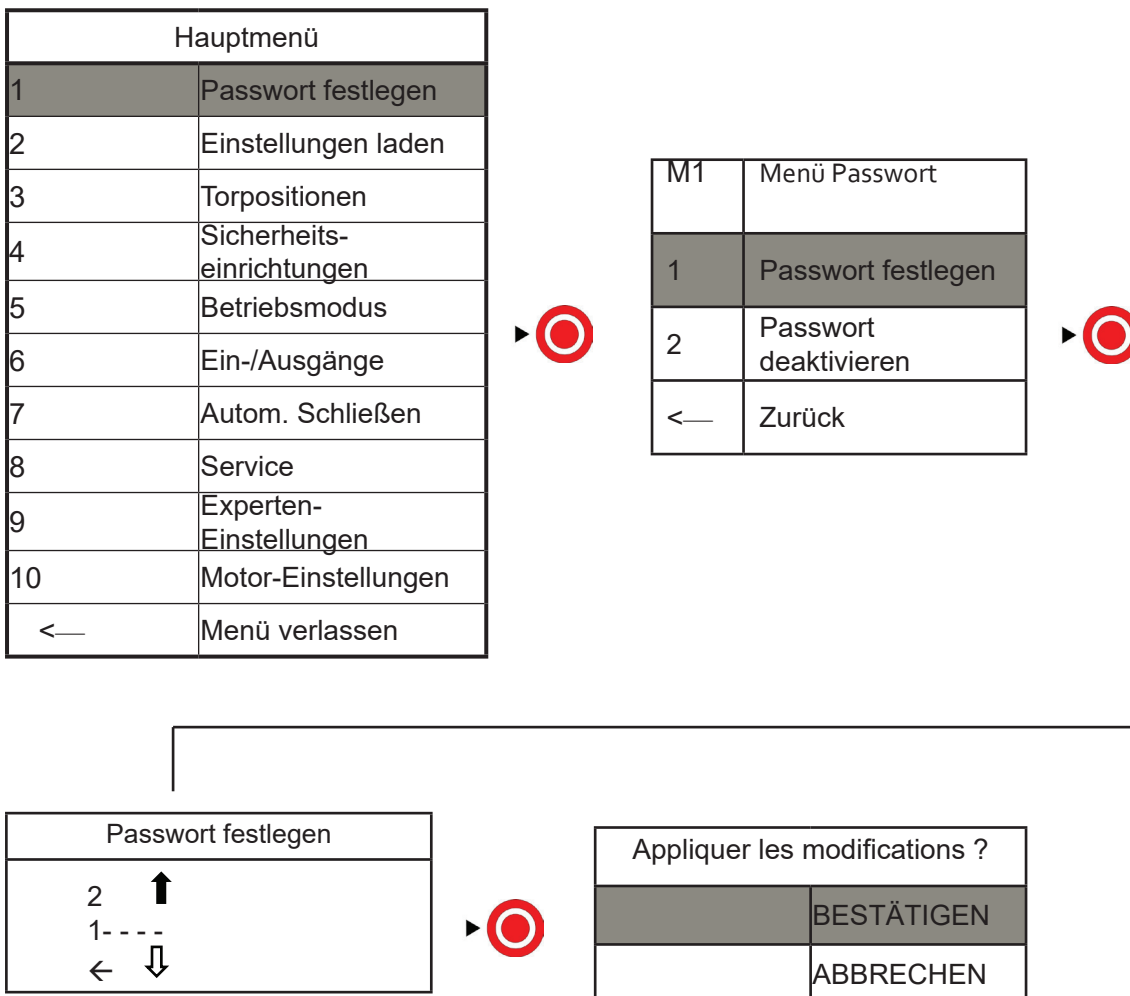 Hauptmenü
1 Passwort festlegen
2 Einstellungen laden
3 Torpositionen
4 Sicherheits-
einrichtungen
5 Betriebsmodus
6 Ein-/Ausgänge
7 Autom. Schließen
8 Service
9 Experten-
Einstellungen
10 Motor-Einstellungen
<— Menü verlassen
M1 Menü Passwort
1 Passwort festlegen
2 Passwort
deaktivieren
<— Zurück
Passwort festlegen
2 ⬆
1- - - -
← ⇩
Appliquer les modifications ?
BESTÄTIGEN
ABBRECHEN